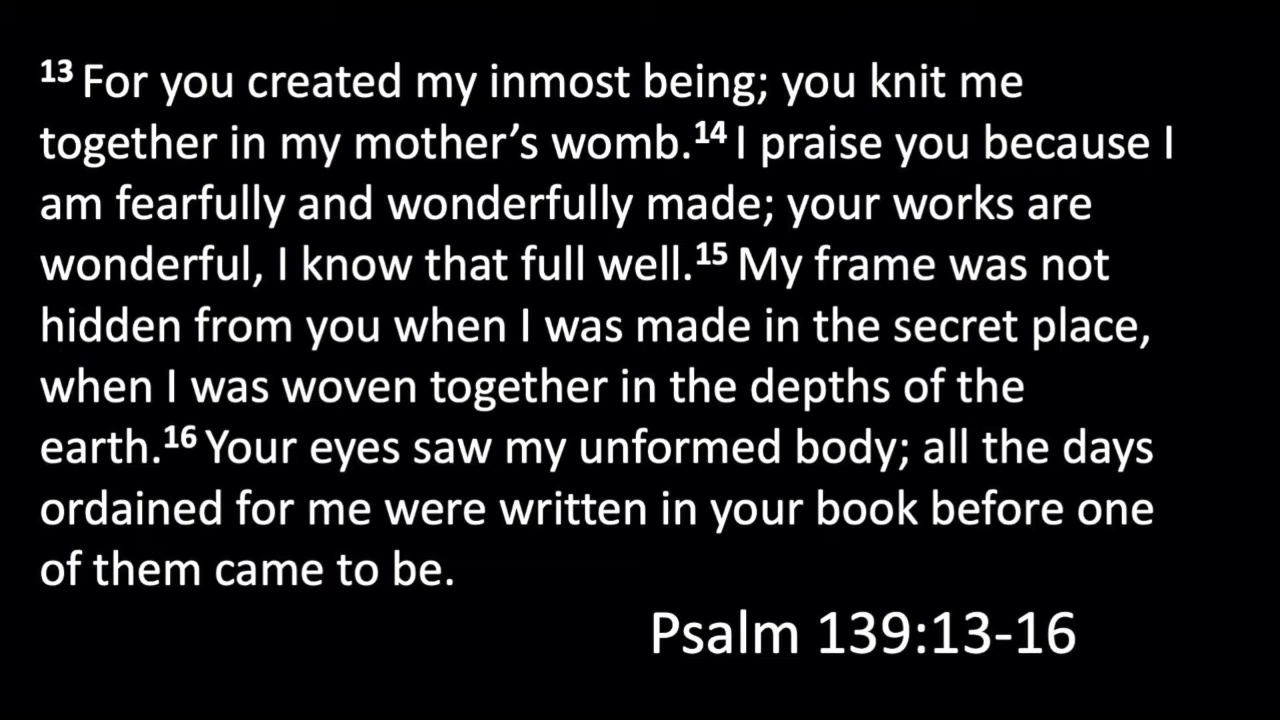 13 For you created my inmost being; you knit me
together in my mother’s womb.14 I praise you because I
am fearfully and wonderfully made; your works are
wonderful, I know that full well.15 My frame was not
hidden from you when I was made in the secret place,
when I was woven together in the depths of the
earth.16 Your eyes saw my unformed body; all the days
ordained for me were written in your book before one
of them came to be.
Psalm 139:13-16